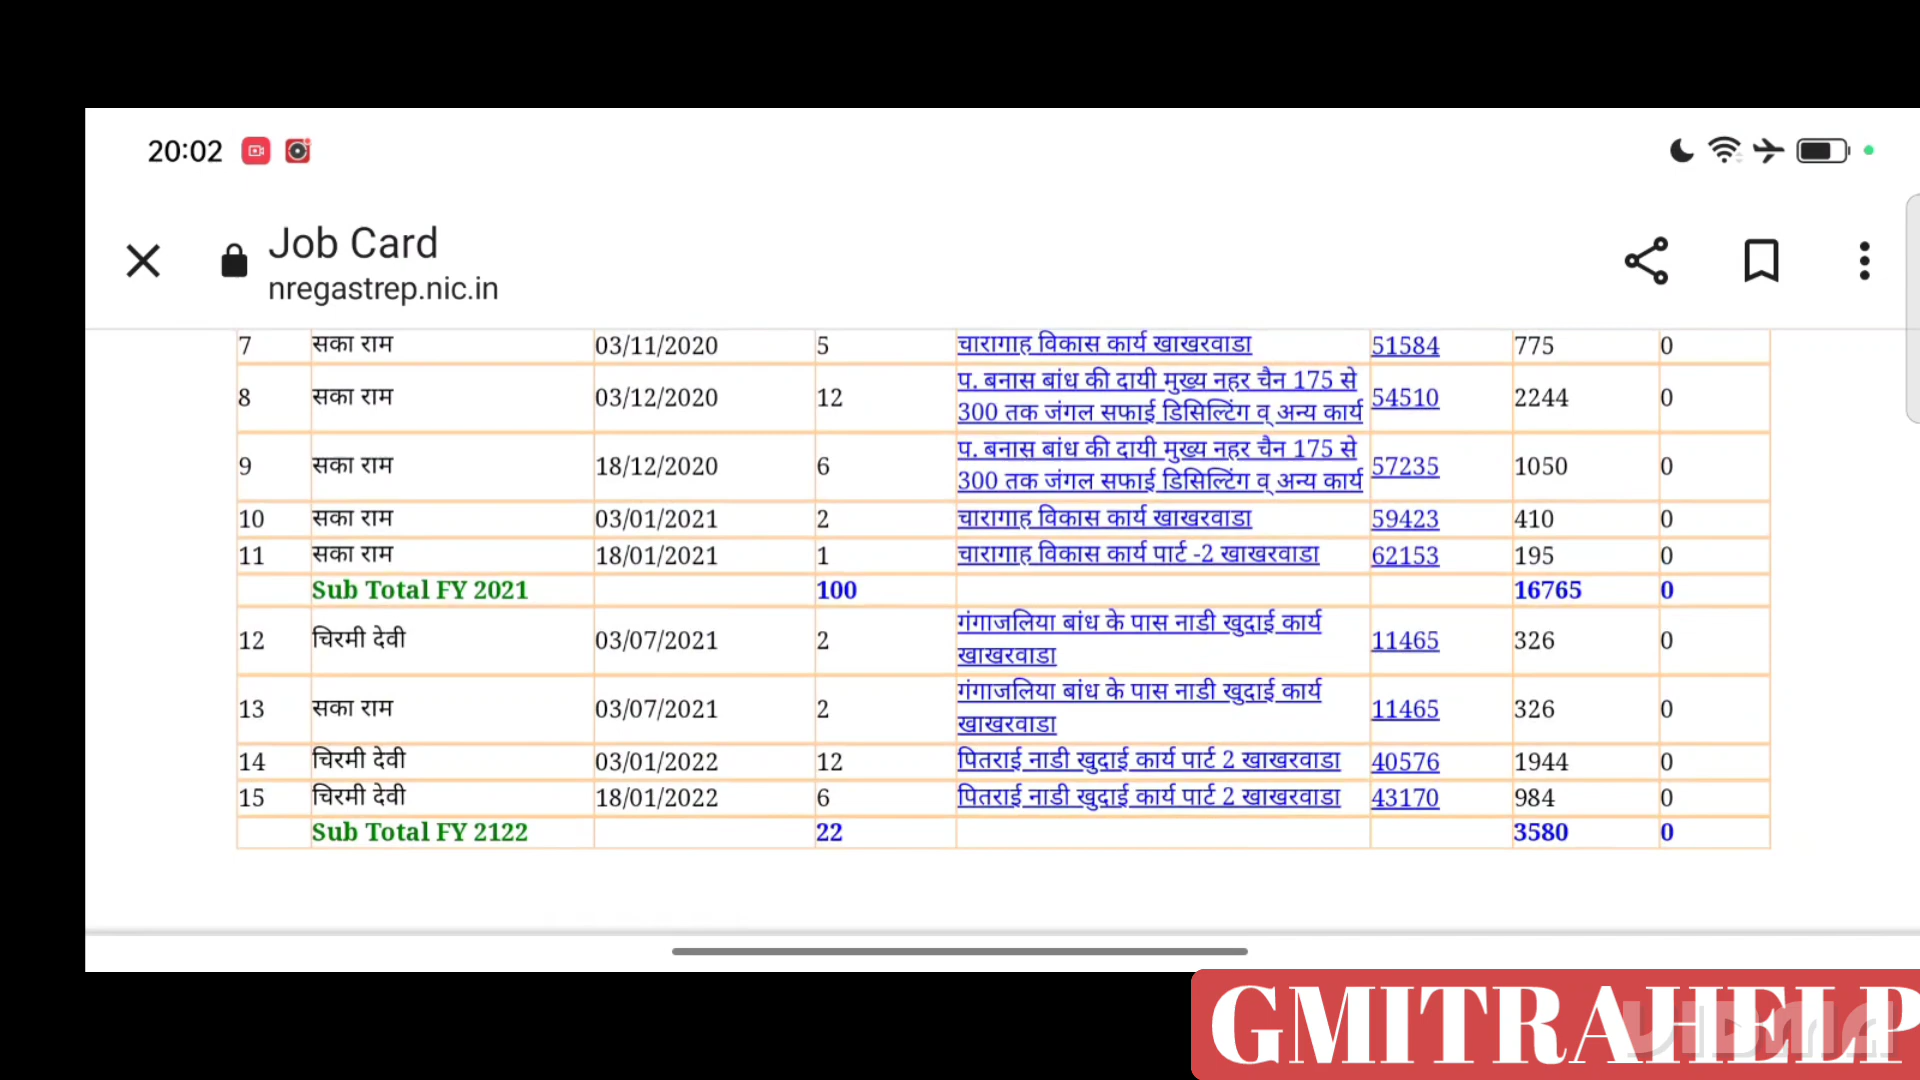 20:02
Job Card
nregastrep.nic.in
7 सका राम 03/11/2020 5 चारागाह विकास कार्य खाखरवाडा 51584 775 0
8 सका राम 03/12/2020 12 प. बनास बांध की दायी मुख्य नहर चैन 175 से
300 तक जंगल सफाई डिसिल्टिंग व् अन्य कार्य 54510 2244 0
9 सका राम 18/12/2020 6 प. बनास बांध की दायी मुख्य नहर चैन 175 से
300 तक जंगल सफाई डिसिल्टिंग व् अन्य कार्य 57235 1050 0
10 सका राम 03/01/2021 2 चारागाह विकास कार्य खाखरवाडा 59423 410 0
11 सका राम 18/01/2021 1 चारागाह विकास कार्य पार्ट -2 खाखरवाडा 62153 195 0
Sub Total FY 2021 100 16765 0
12 चिरमी देवी 03/07/2021 2 गंगाजलिया बांध के पास नाडी खुदाई कार्य
खाखरवाडा 11465 326 0
13 सका राम 03/07/2021 2 गंगाजलिया बांध के पास नाडी खुदाई कार्य
खाखरवाडा 11465 326 0
14 चिरमी देवी 03/01/2022 12 पितराई नाडी खुदाई कार्य पार्ट 2 खाखरवाडा 40576 1944 0
15 चिरमी देवी 18/01/2022 6 पितराई नाडी खुदाई कार्य पार्ट 2 खाखरवाडा 43170 984 0
Sub Total FY 2122 22 3580 0
GMITRAHELP